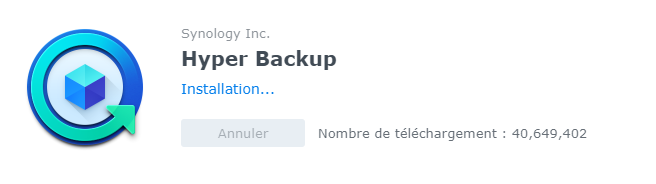 Synology Inc.
Hyper Backup
Installation...
Annuler
Nombre de téléchargement : 40,649,402